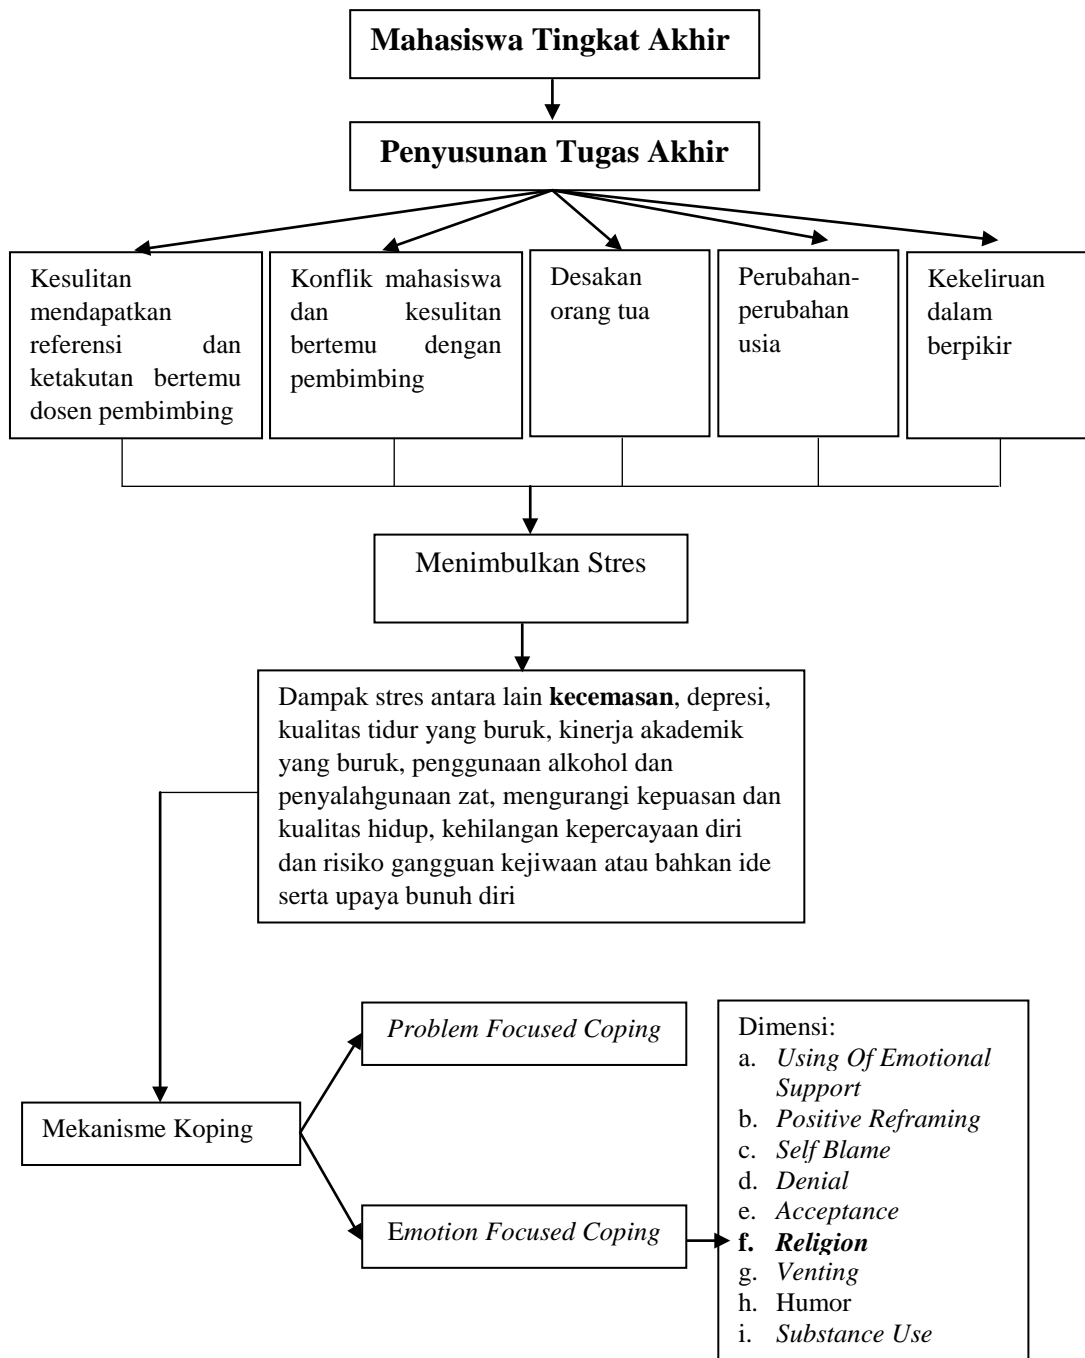 Mahasiswa Tingkat Akhir
Penyusunan Tugas Akhir
Kesulitan
mendapatkan
referensi dan
ketakutan bertemu
dosen pembimbing
Konflik mahasiswa
dan kesulitan
bertemu dengan
pembimbing
Desakan
orang tua
Perubahan-
perubahan
usia
Kekeliruan
dalam
berpikir
Menimbulkan Stres
Dampak stres antara lain kecemasan, depresi,
kualitas tidur yang buruk, kinerja akademik
yang buruk, penggunaan alkohol dan
penyalahgunaan zat, mengurangi kepuasan dan
kualitas hidup, kehilangan kepercayaan diri
dan risiko gangguan kejiwaan atau bahkan ide
serta upaya bunuh diri
Mekanisme Koping
Problem Focused Coping
Emotion Focused Coping
Dimensi:
a. Using Of Emotional
Support
b. Positive Reframing
c. Self Blame
d. Denial
e. Acceptance
f. Religion
g. Venting
h. Humor
i. Substance Use